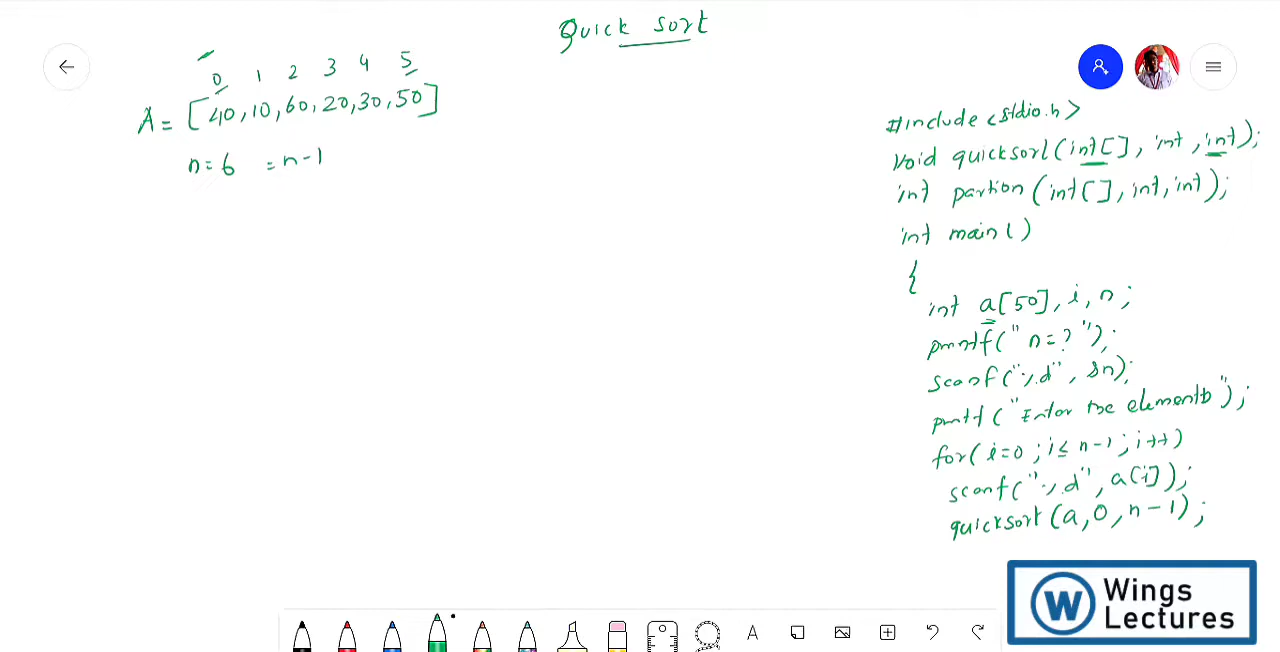 Quick sort
0 1 2 3 4 5
A = [40, 10, 60, 20, 30, 50]
n = 6 = n - 1
#include <stdio.h>
void quicksort(int[], int, int);
int partion(int[], int, int);
int main()
{
int a[50], i, n;
printf("n=?");
scanf("%d", &n);
printf("Enter the elements");
for(i=0; i≤n-1; i++)
scanf("%d", a[i]);
quicksort(a, 0, n-1);
W Wings
Lectures
A